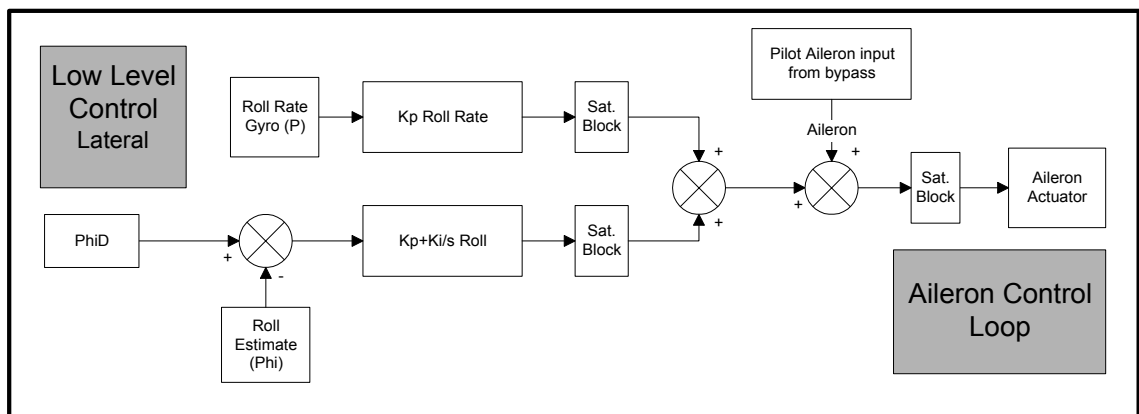 Low Level
Control
Lateral
Roll Rate
Gyro (P)
Kp Roll Rate
Sat.
Block
Pilot Aileron input
from bypass
Aileron
+
+
+
+
Sat.
Block
Aileron
Actuator
PhiD
+
-
Kp+Ki/s Roll
Sat.
Block
Roll
Estimate
(Phi)
Aileron Control
Loop